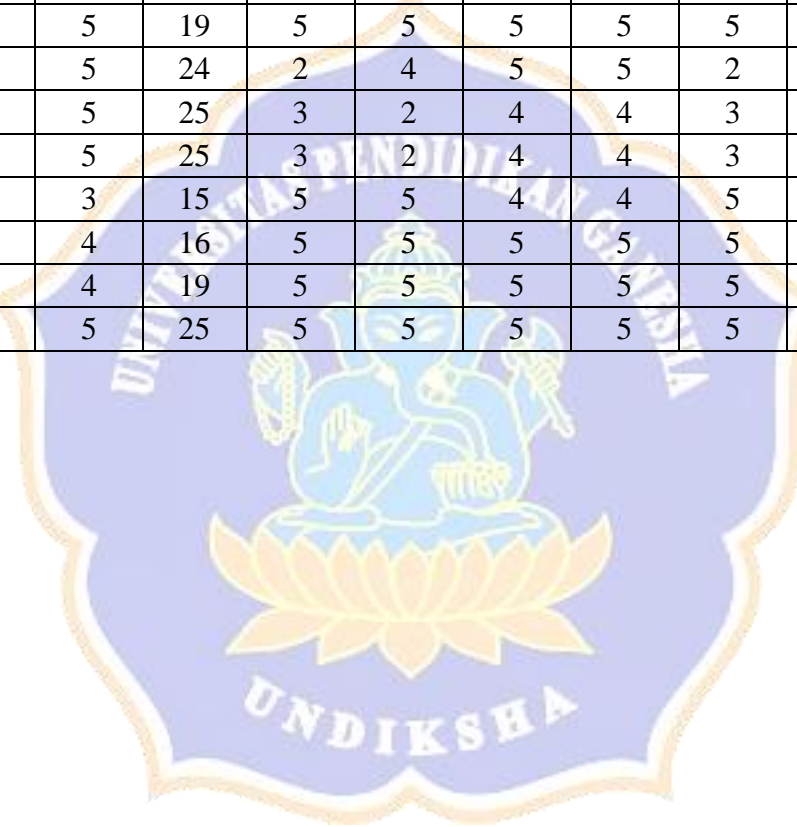 5 19 5 5 5 5 5
5 24 2 4 5 5 2
5 25 3 2 4 4 3
5 25 3 2 4 4 3
3 15 5 5 4 4 5
4 16 5 5 5 5 5
4 19 5 5 5 5 5
5 25 5 5 5 5 5
UNIVERSITAS PENDIDIKAN GANESHA
UNDIKSHA